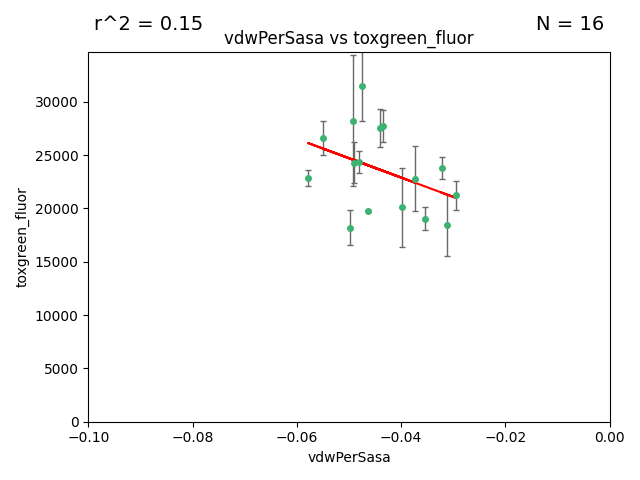 r^2 = 0.15
N = 16
vdwPerSasa vs toxgreen_fluor
30000
25000
20000
15000
10000
5000
0
toxgreen_fluor
−0.10
−0.08
−0.06
−0.04
−0.02
0.00
vdwPerSasa